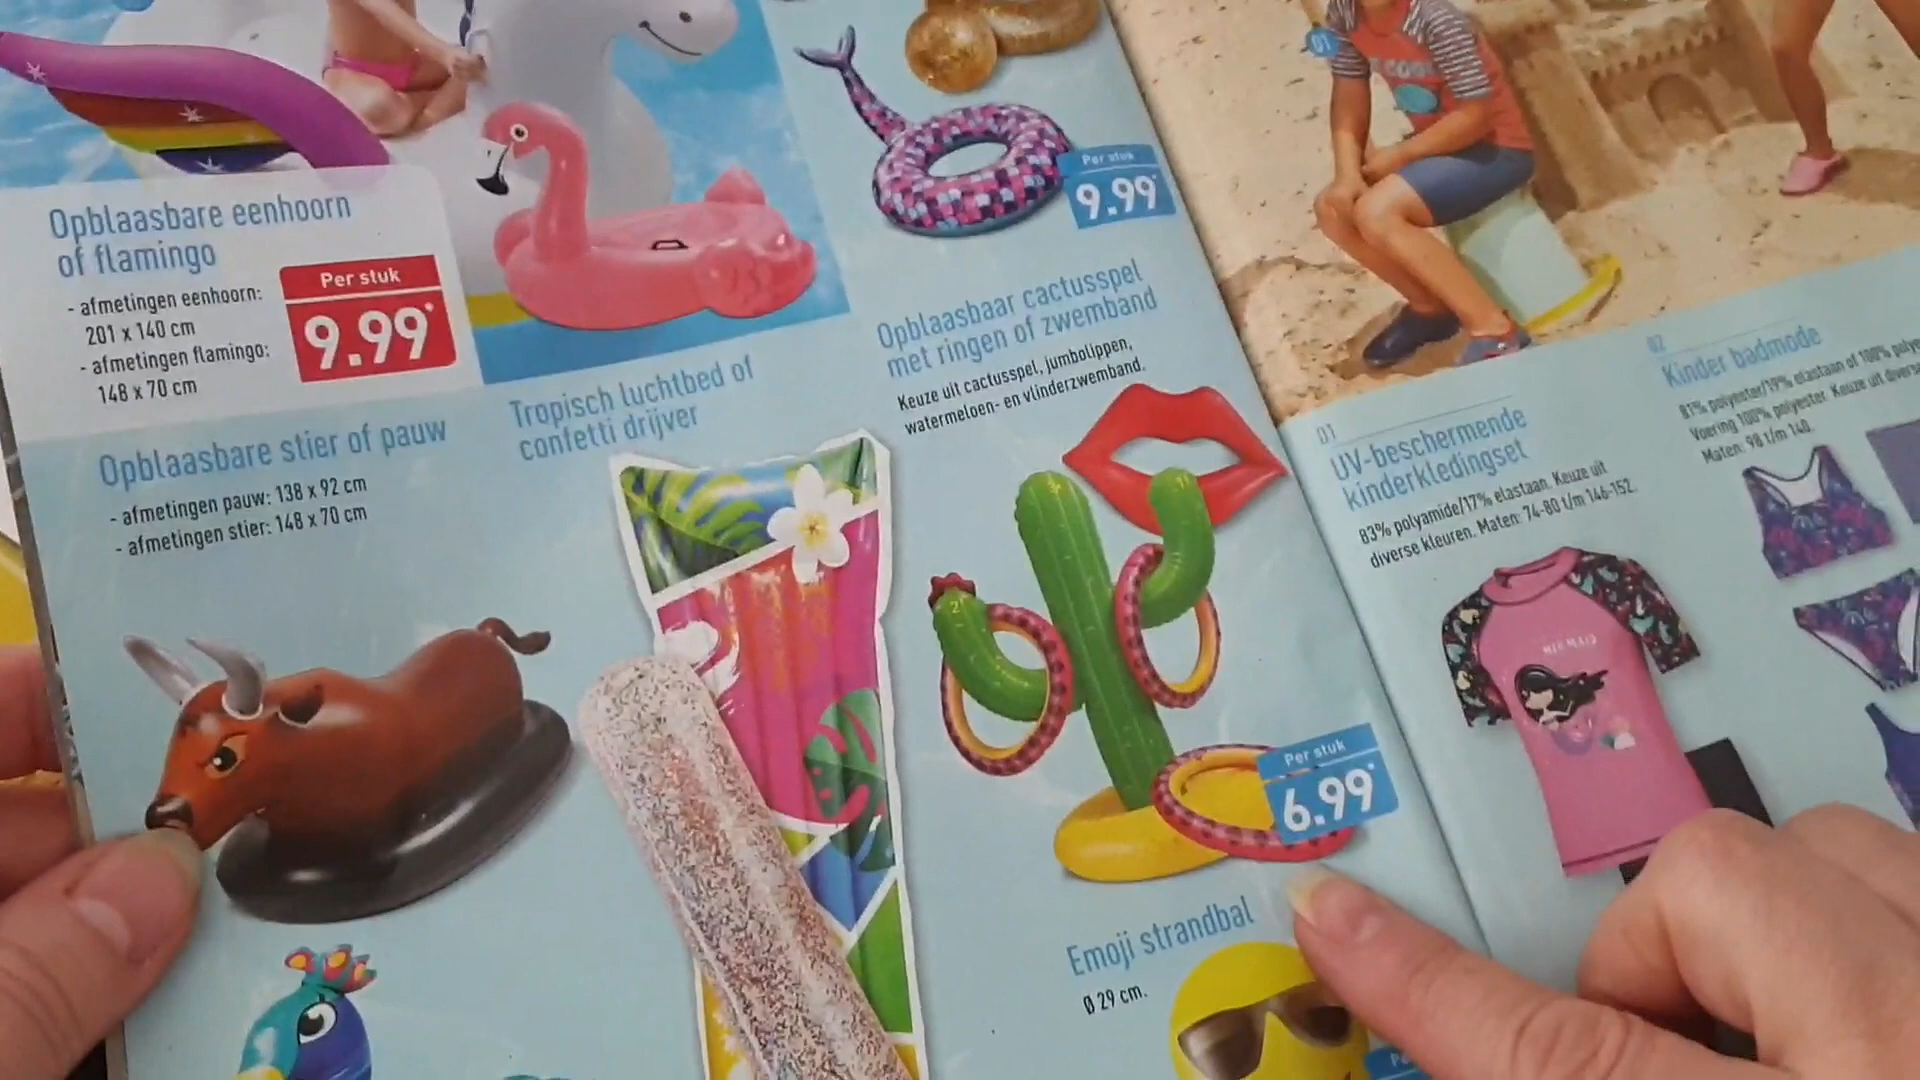 Opblaasbare eenhoorn
of flamingo
- afmetingen eenhoorn:
201 x 140 cm
- afmetingen flamingo:
148 x 70 cm
Per stuk
9.99*
Opblaasbare stier of pauw
- afmetingen pauw: 138 x 92 cm
- afmetingen stier: 148 x 70 cm
Tropisch luchtbed of
confetti drijver
Per stuk
9.99*
Opblaasbaar cactusspel
met ringen of zwemband
Keuze uit cactusspel, jumbolippen,
watermeloen- en vlinderzwemband.
Per stuk
6.99*
Emoji strandbal
Ø 29 cm.
01
01
UV-beschermende
kinderkledingset
83% polyamide/17% elastaan. Keuze uit
diverse kleuren. Maten: 74-80 t/m 146-152.
02
Kinder badmode
81% polyester/19% elastaan of 100%
Voering 100% polyester. Keuze uit
Maten: 98 t/m 140.